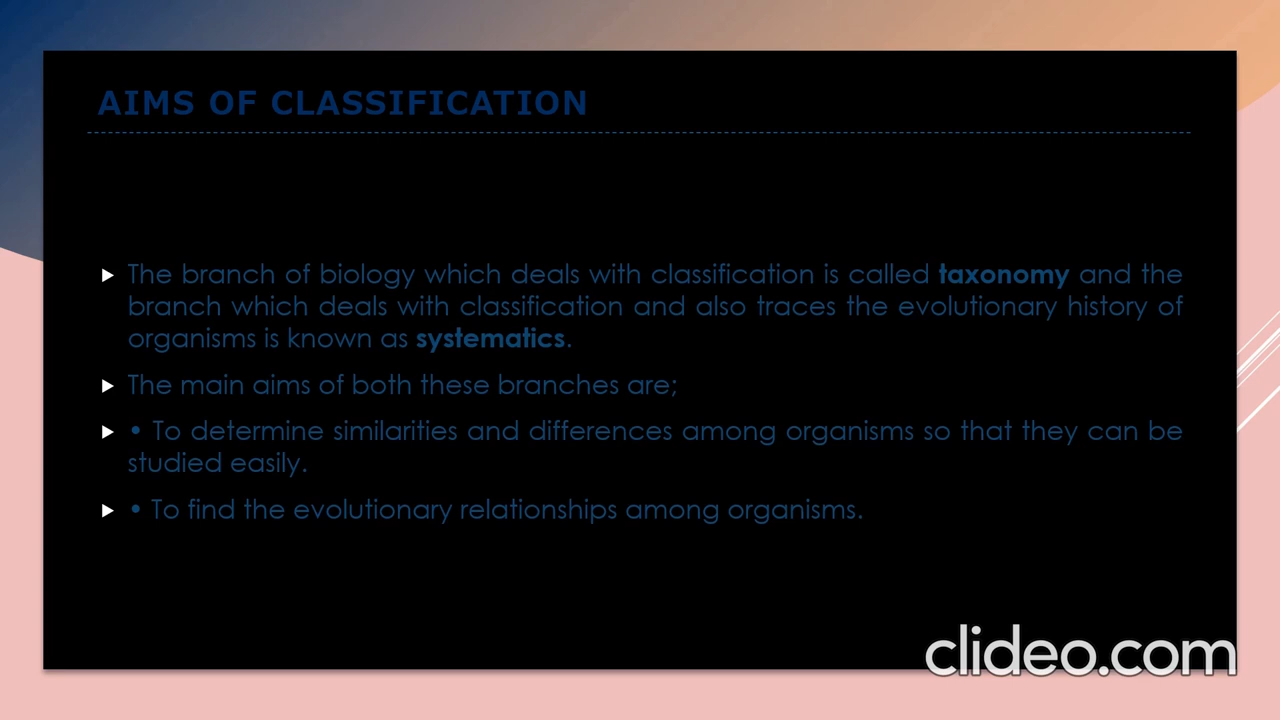 AIMS OF CLASSIFICATION
The branch of biology which deals with classification is called taxonomy and the
branch which deals with classification and also traces the evolutionary history of
organisms is known as systematics.
The main aims of both these branches are;
• To determine similarities and differences among organisms so that they can be
studied easily.
• To find the evolutionary relationships among organisms.
clideo.com